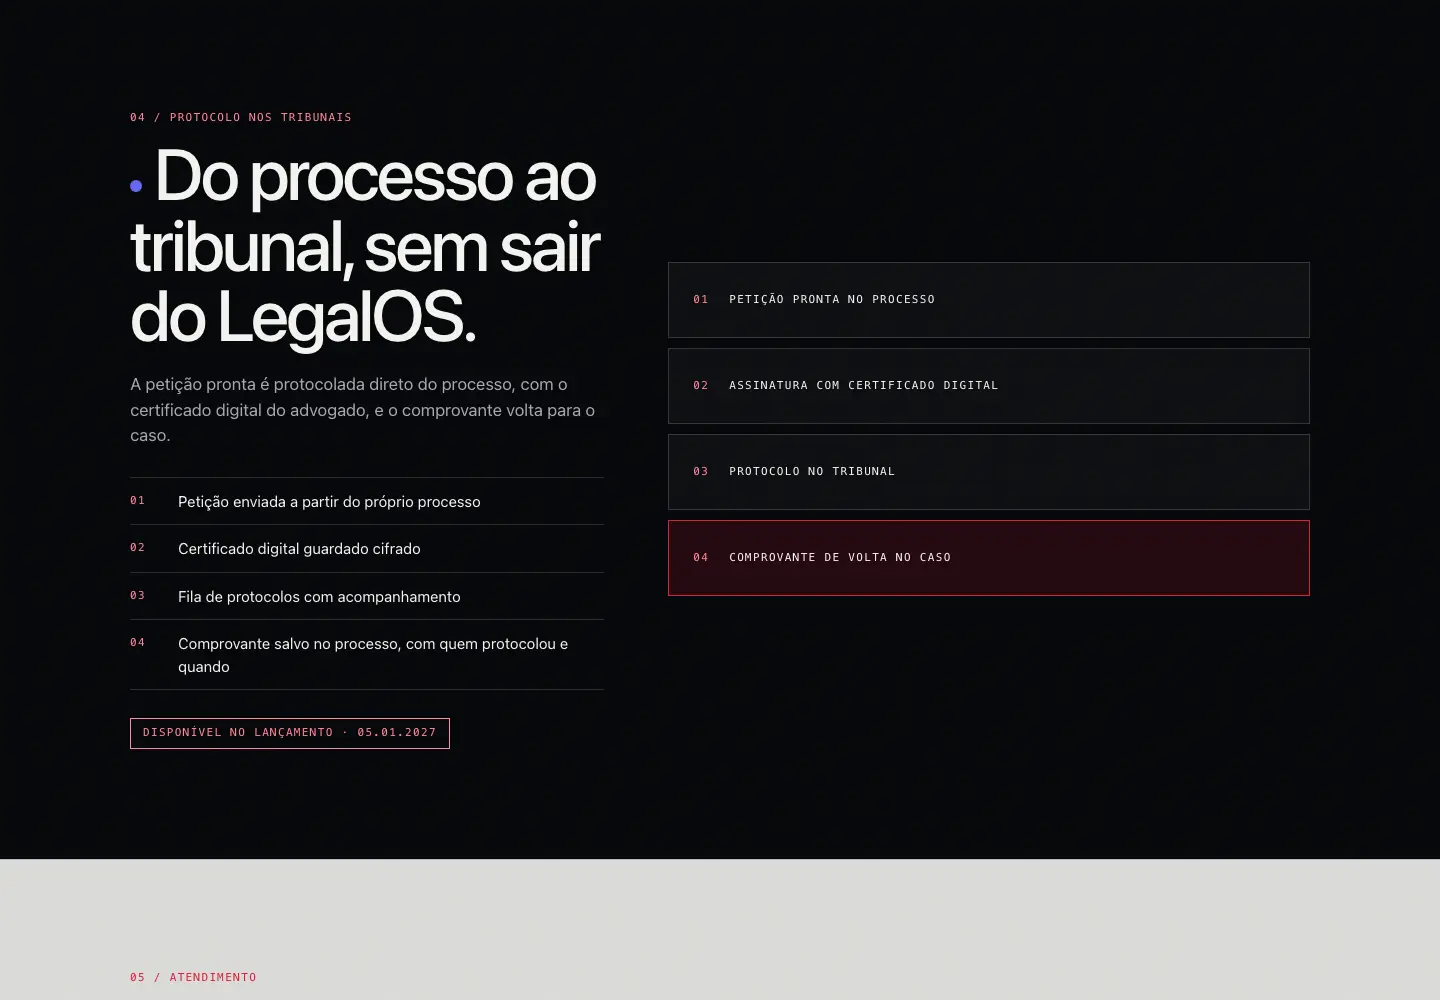 04 / PROTOCOLO NOS TRIBUNAIS
Do processo ao
tribunal, sem sair
do LegalOS.
A petição pronta é protocolada direto do processo, com o
certificado digital do advogado, e o comprovante volta para o
caso.
01 Petição enviada a partir do próprio processo
02 Certificado digital guardado cifrado
03 Fila de protocolos com acompanhamento
04 Comprovante salvo no processo, com quem protocolou e
quando
DISPONÍVEL NO LANÇAMENTO · 05.01.2027
01 PETIÇÃO PRONTA NO PROCESSO
02 ASSINATURA COM CERTIFICADO DIGITAL
03 PROTOCOLO NO TRIBUNAL
04 COMPROVANTE DE VOLTA NO CASO
05 / ATENDIMENTO